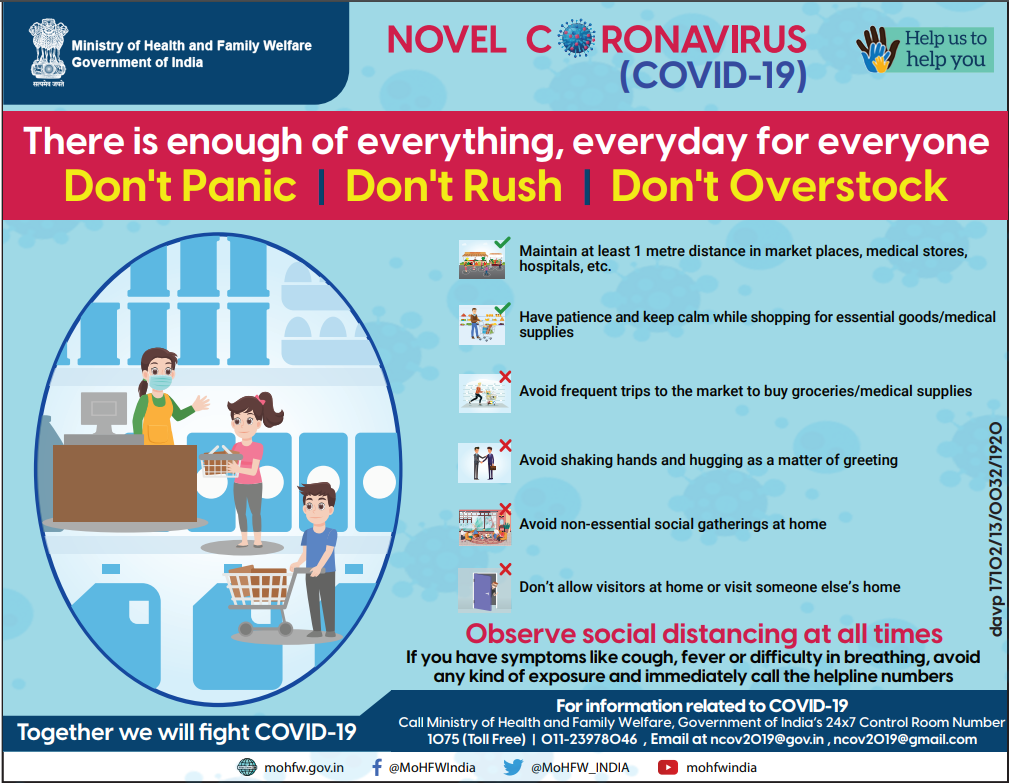 Ministry of Health and Family Welfare
Government of India
सत्यमेव जयते
NOVEL CORONAVIRUS
(COVID-19)
Help us to
help you
There is enough of everything, everyday for everyone
Don't Panic | Don't Rush | Don't Overstock
Maintain at least 1 metre distance in market places, medical stores,
hospitals, etc.
Have patience and keep calm while shopping for essential goods/medical
supplies
Avoid frequent trips to the market to buy groceries/medical supplies
Avoid shaking hands and hugging as a matter of greeting
Avoid non-essential social gatherings at home
Don’t allow visitors at home or visit someone else’s home
davp 17102/13/0032/1920
Observe social distancing at all times
If you have symptoms like cough, fever or difficulty in breathing, avoid
any kind of exposure and immediately call the helpline numbers
Together we will fight COVID-19
For information related to COVID-19
Call Ministry of Health and Family Welfare, Government of India’s 24x7 Control Room Number
1075 (Toll Free) | 011-23978046 , Email at ncov2019@gov.in , ncov2019@gmail.com
mohfw.gov.in @MoHFWIndia @MoHFW_INDIA mohfwindia